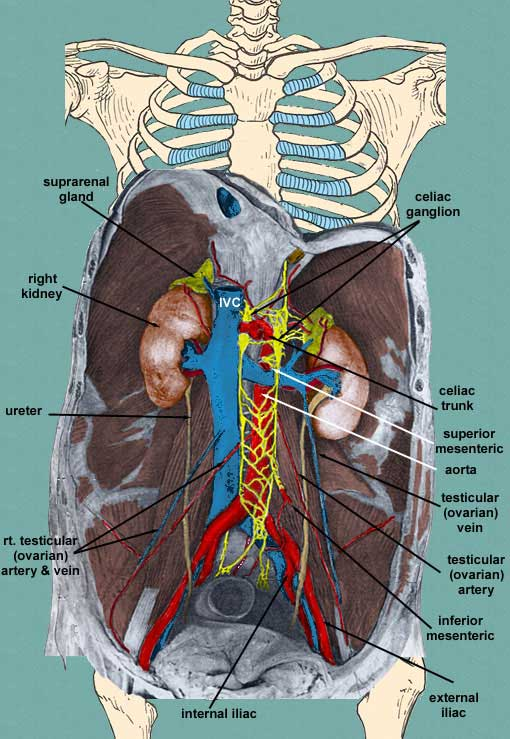 suprarenal
gland
celiac
ganglion
right
kidney
IVC
ureter
celiac
trunk
superior
mesenteric
aorta
testicular
(ovarian)
vein
rt. testicular
(ovarian)
artery & vein
testicular
(ovarian)
artery
inferior
mesenteric
internal iliac
external
iliac